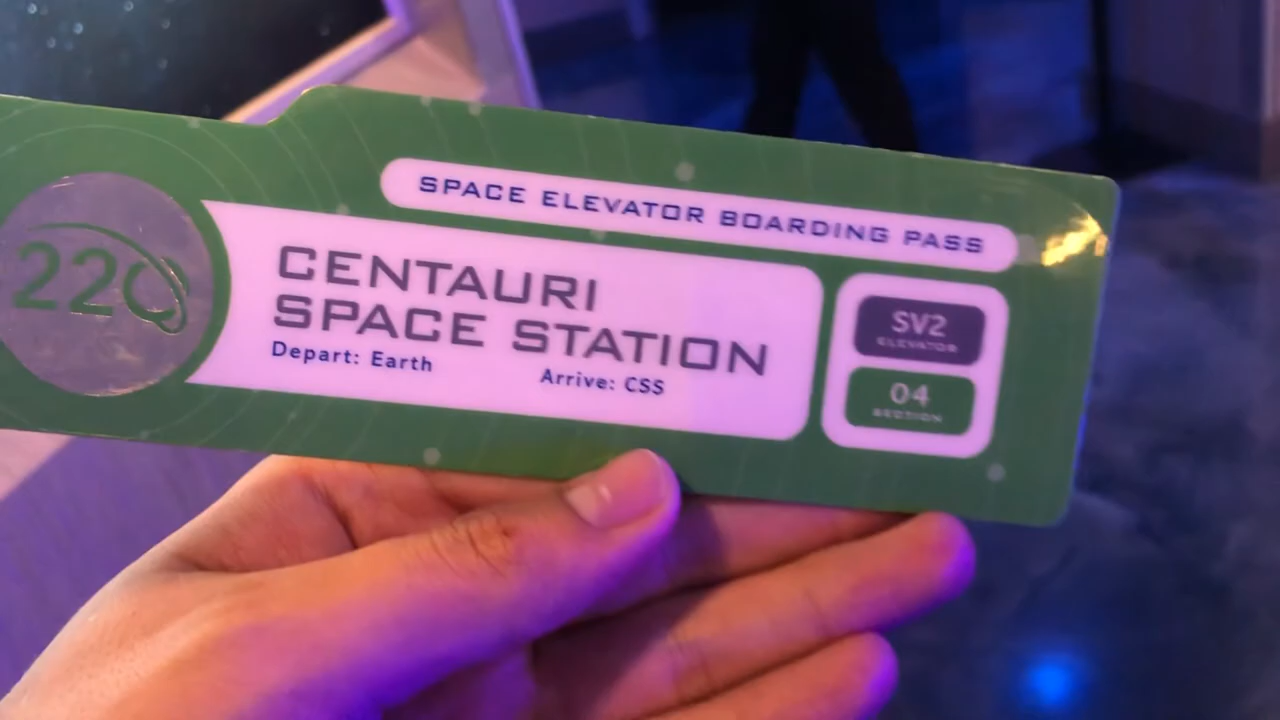 SPACE ELEVATOR BOARDING PASS
220
CENTAURI
SPACE STATION
Depart: Earth
Arrive: CSS
SV2
ELEVATOR
04
SECTION